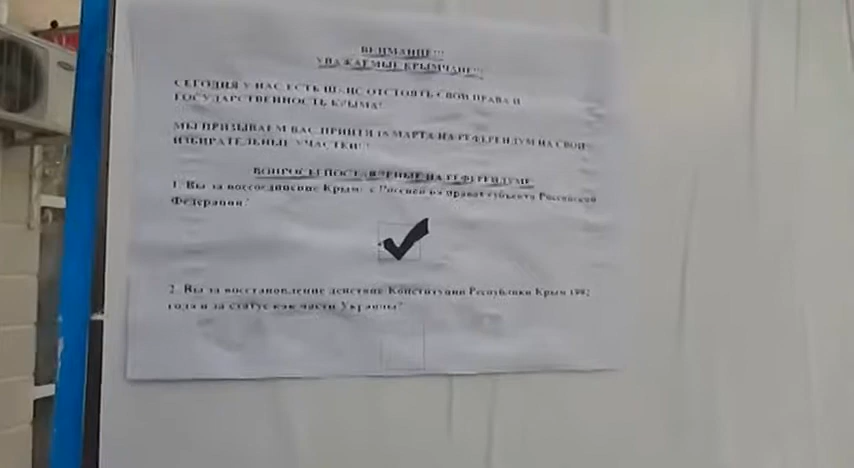 ВНИМАНИЕ!!!
УВАЖАЕМЫЕ КРЫМЧАНЕ!!!
СЕГОДНЯ У НАС ЕСТЬ ШАНС ОТСТОЯТЬ СВОИ ПРАВА И
ГОСУДАРСТВЕННОСТЬ КРЫМА!
МЫ ПРИЗЫВАЕМ ВАС ПРИЙТИ 16 МАРТА НА РЕФЕРЕНДУМ НА СВОИ
ИЗБИРАТЕЛЬНЫЕ УЧАСТКИ!!!
ВОПРОСЫ ПОСТАВЛЕНЫЕ НА РЕФЕРЕНДУМЕ
1. Вы за воссоединение Крыма с Россией на правах субъекта Российской
Федерации?
2. Вы за восстановление действия Конституции Республики Крым 1992
года и за статус как части Украины?